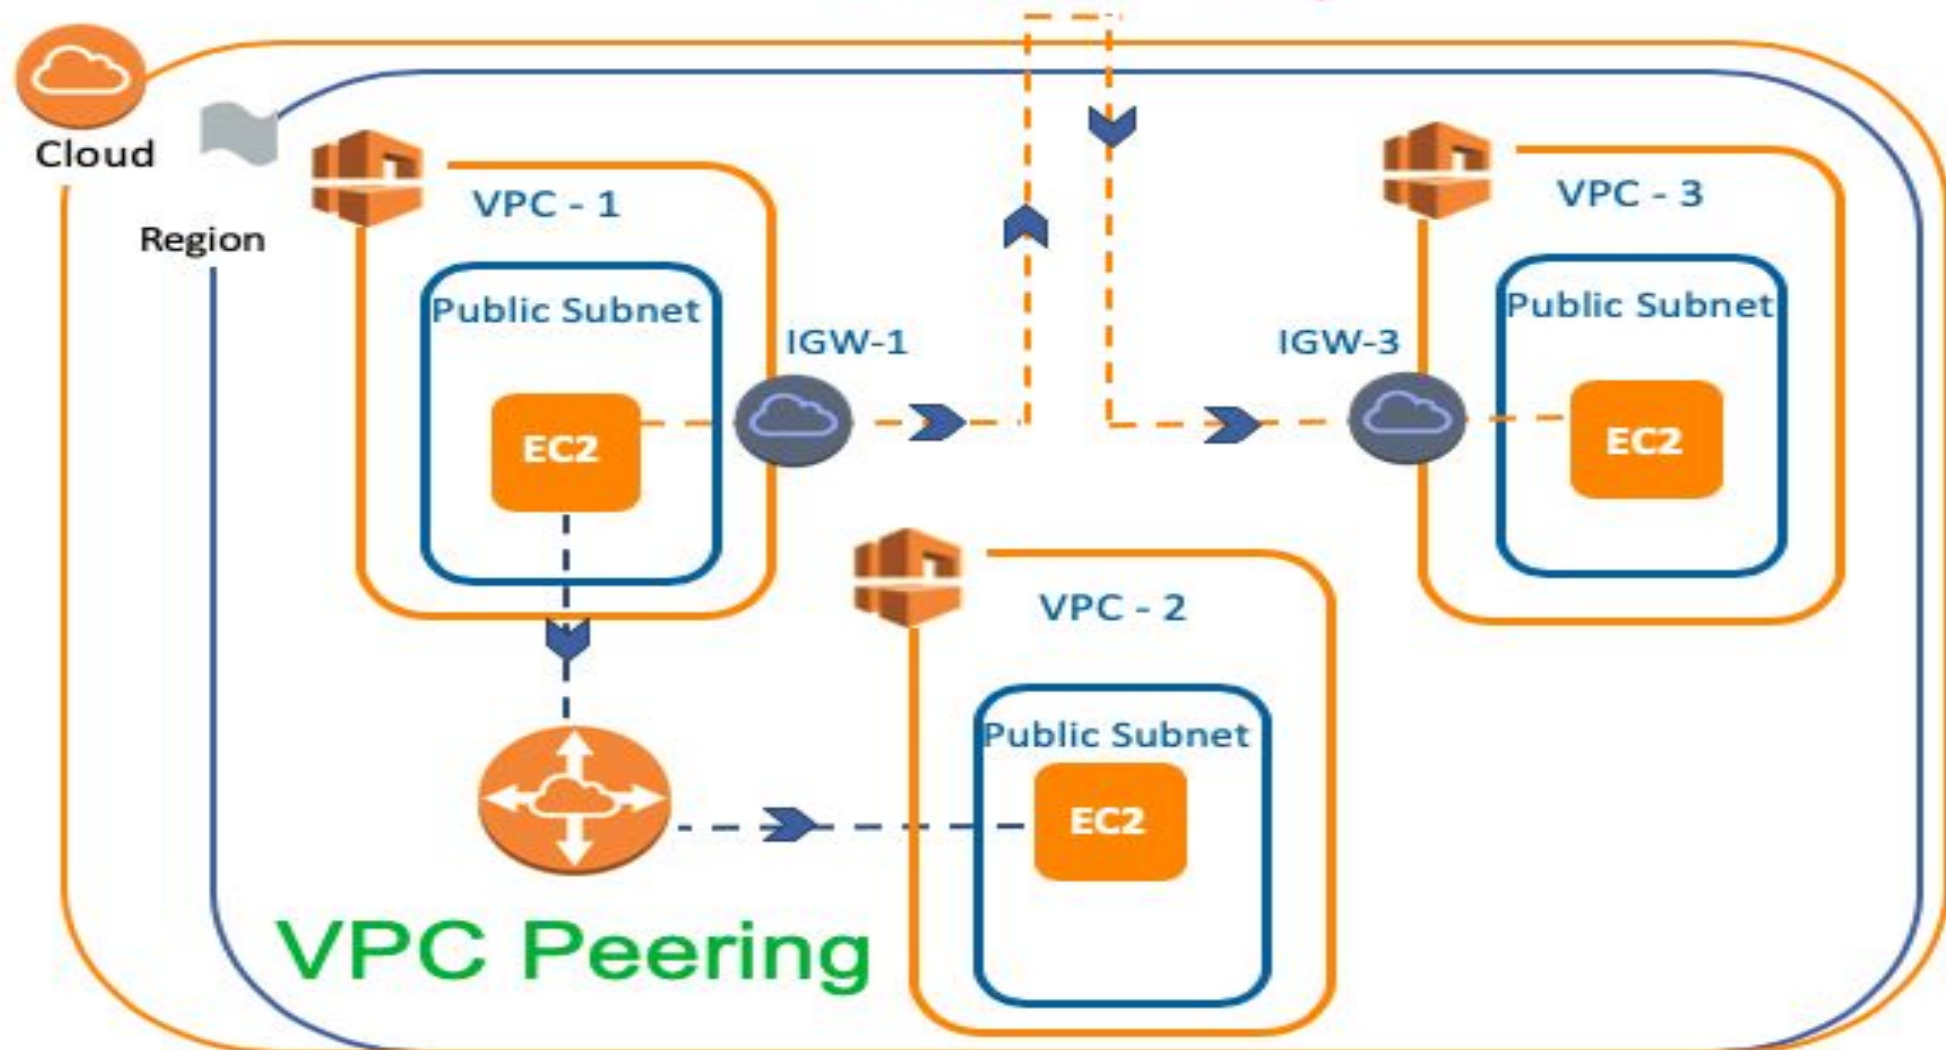 Cloud
Region
VPC - 1
Public Subnet
EC2
IGW-1
IGW-3
VPC - 3
Public Subnet
EC2
VPC - 2
Public Subnet
EC2
VPC Peering